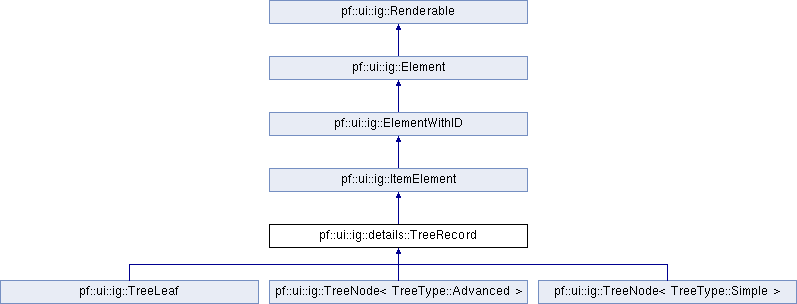 pf::ui::ig::Renderable
pf::ui::ig::Element
pf::ui::ig::ElementWithID
pf::ui::ig::ItemElement
pf::ui::ig::details::TreeRecord
pf::ui::ig::TreeLeaf
pf::ui::ig::TreeNode< TreeType::Advanced >
pf::ui::ig::TreeNode< TreeType::Simple >